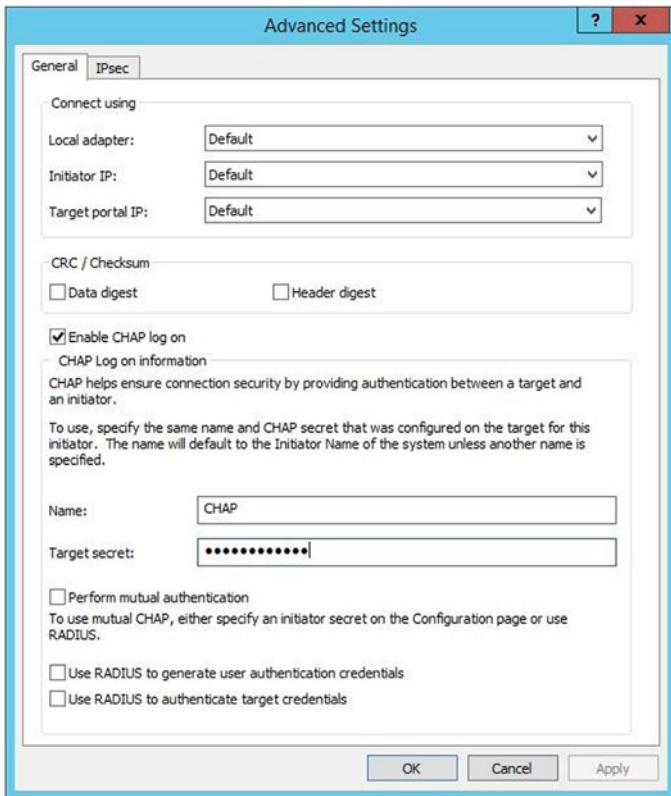 Advanced Settings
?
x
General
IPsec
Connect using
Local adapter:
Default
Initiator IP:
Default
Target portal IP:
Default
CRC / Checksum
Data digest
Header digest
Enable CHAP log on
CHAP Log on information
CHAP helps ensure connection security by providing authentication between a target and
an initiator.
To use, specify the same name and CHAP secret that was configured on the target for this
initiator. The name will default to the Initiator Name of the system unless another name is
specified.
Name:
CHAP
Target secret:
••••••••••••
Perform mutual authentication
To use mutual CHAP, either specify an initiator secret on the Configuration page or use
RADIUS.
Use RADIUS to generate user authentication credentials
Use RADIUS to authenticate target credentials
OK
Cancel
Apply